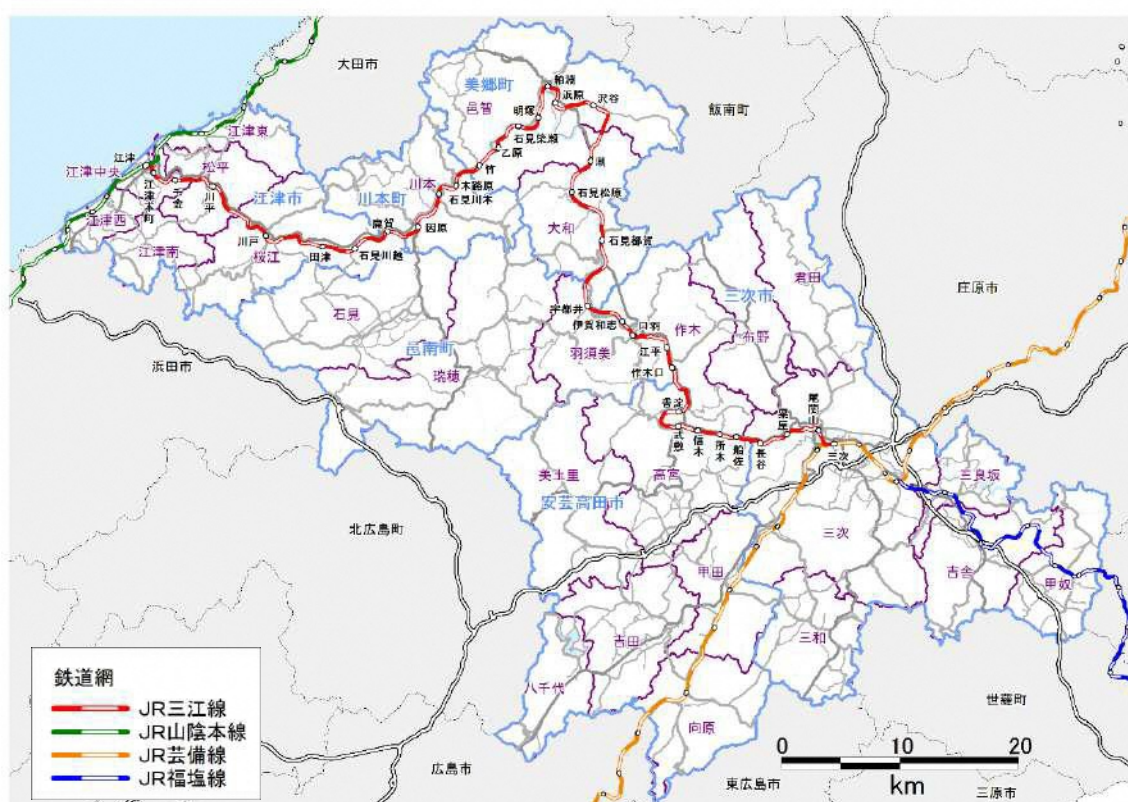 大田市
飯南町
美郷町
邑智
粕淵
浜原
沢谷
明塚
石見簗瀬
乙原
竹
潮
木路原
石見川本
川本
石見松原
川本町
江津東
江津
江津中央
松平
江津本町
千金
川平
江津市
江津西
江津南
川戸
桜江
田津
石見川越
鹿賀
因原
大和
石見都賀
君田
三次市
庄原市
宇都井
伊賀和志
口羽
作木
布野
石見
邑南町
瑞穂
羽須美
江平
作木口
浜田市
香淀
式敷
信木
所木
船佐
長谷
粟屋
尾関山
三次
三良坂
美土里
高宮
安芸高田市
北広島町
甲田
三次
吉舎
甲奴
吉田
三和
八千代
向原
世羅町
広島市
東広島市
三原市
鉄道網
JR三江線
JR山陰本線
JR芸備線
JR福塩線
0 10 20
km